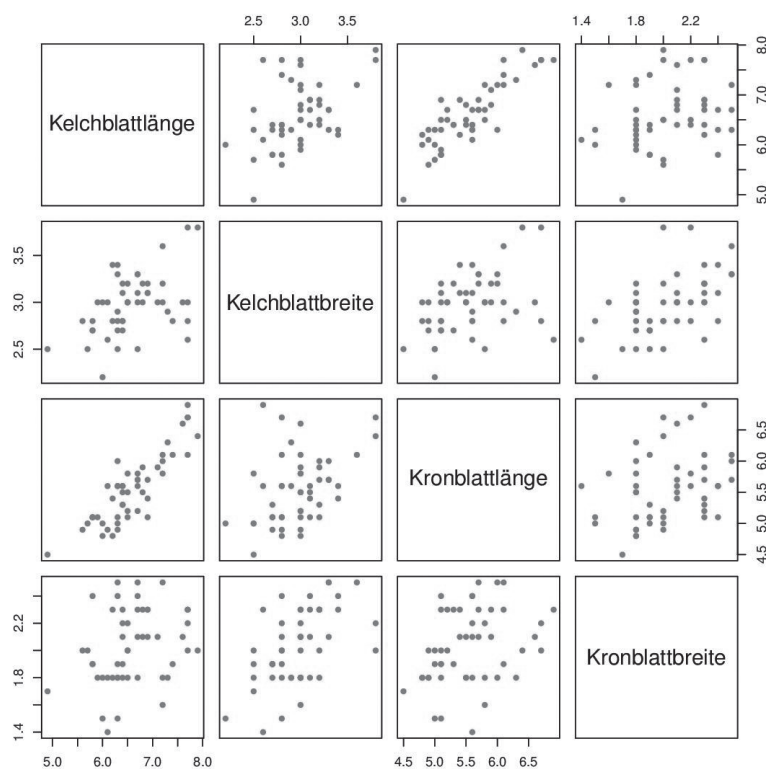 2.5 3.0 3.5
1.4 1.8 2.2
Kelchblattlänge
5.0 6.0 7.0 8.0
2.5 3.0 3.5
Kelchblattbreite
Kronblattlänge
4.5 5.0 5.5 6.0 6.5
1.4 1.8 2.2
Kronblattbreite
5.0 6.0 7.0 8.0
4.5 5.0 5.5 6.0 6.5